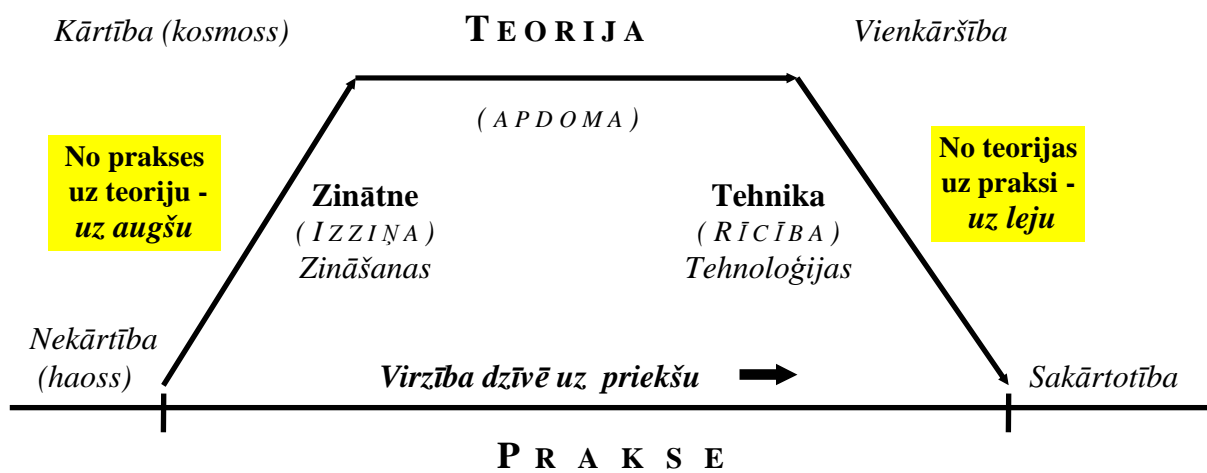 Kārtība (kosmoss)
TEORIJA
Vienkāršība
(APDOMA)
No prakses
uz teoriju -
uz augšu
Zinātne
(IZZIŅA)
Zināšanas
Tehnika
(RĪCĪBA)
Tehnoloģijas
No teorijas
uz praksi -
uz leju
Nekārtība
(haoss)
Virzība dzīvē uz priekšu
Sakārtotība
PRAKSE